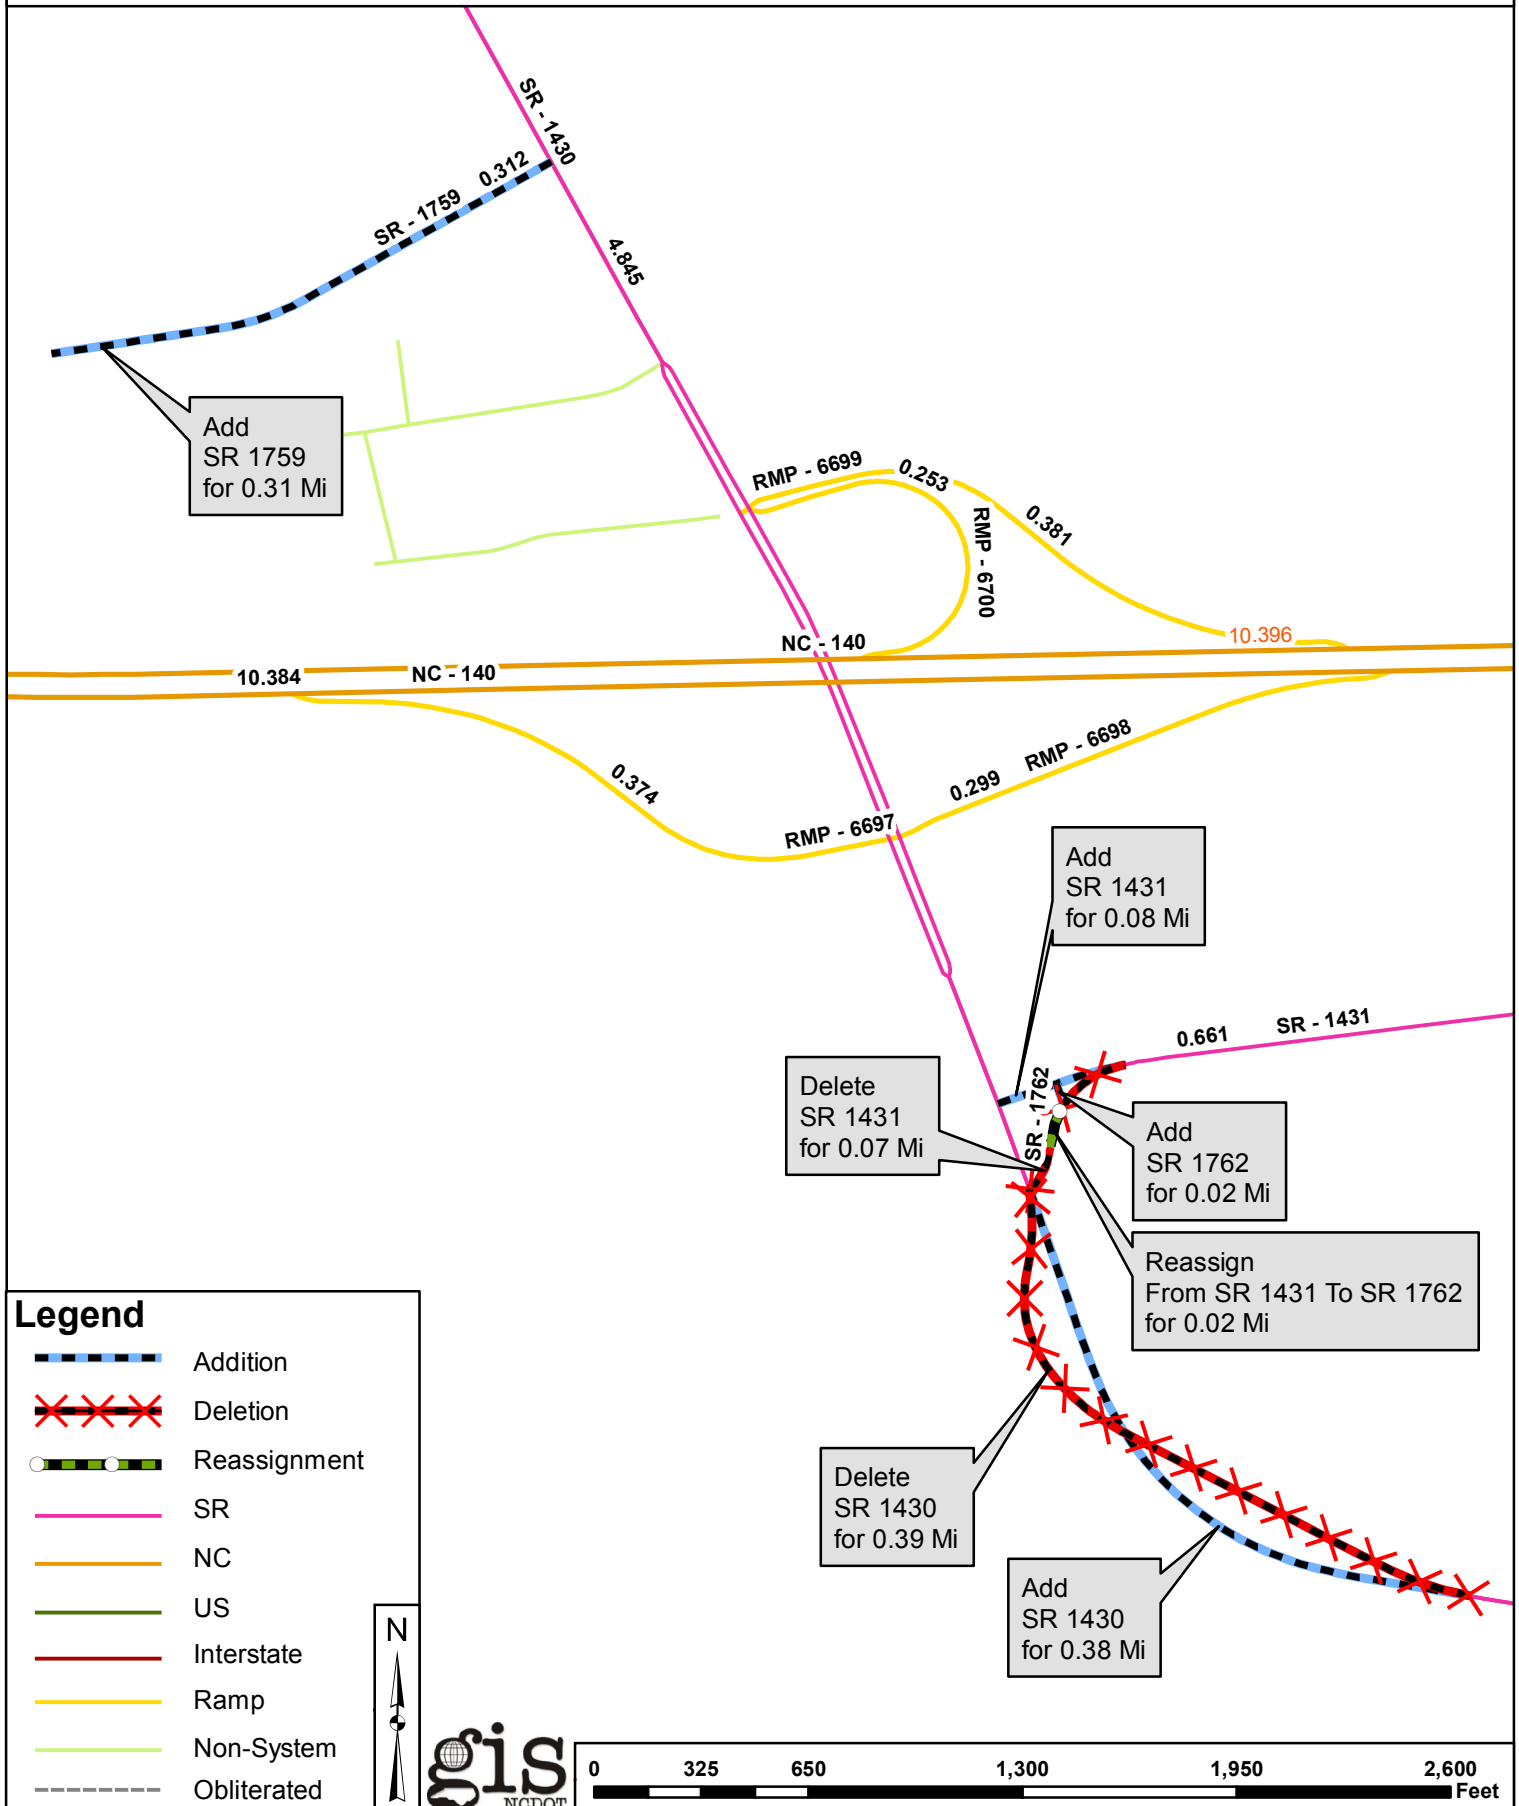 SR - 1430
0.312
SR - 1759
4.845
Add
SR 1759
for 0.31 Mi
RMP - 6699
0.253
0.381
RMP - 6700
NC - 140
10.396
10.384
NC - 140
0.374
RMP - 6697
0.299
RMP - 6698
Add
SR 1431
for 0.08 Mi
0.661
SR - 1431
Delete
SR 1431
for 0.07 Mi
SR - 1762
Add
SR 1762
for 0.02 Mi
Reassign
From SR 1431 To SR 1762
for 0.02 Mi
Delete
SR 1430
for 0.39 Mi
Add
SR 1430
for 0.38 Mi
Legend
Addition
Deletion
Reassignment
SR
NC
US
Interstate
Ramp
Non-System
Obliterated
N
gis
NCDOT
0 325 650 1,300 1,950 2,600
Feet